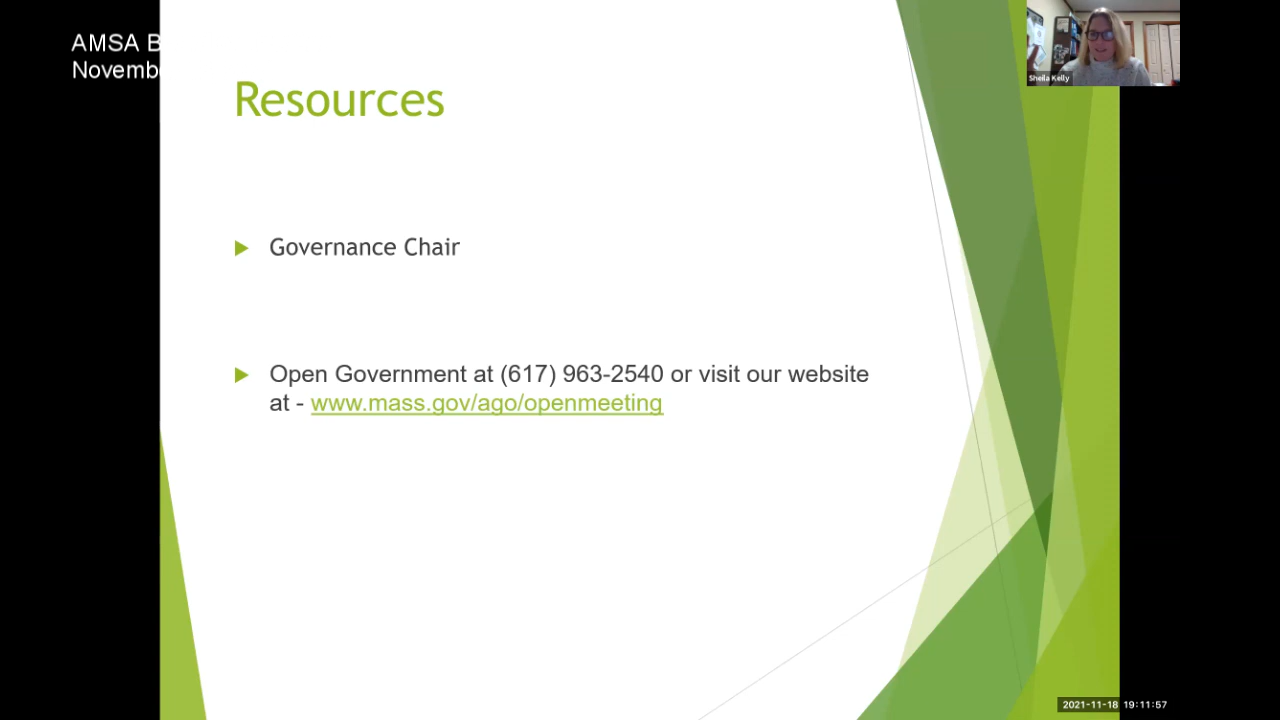 AMSA B
Novembe
Resources
Sheila Kelly
Governance Chair
Open Government at (617) 963-2540 or visit our website
at - www.mass.gov/ago/openmeeting
2021-11-18 19:11:57